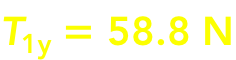 T1y = 58.8 N